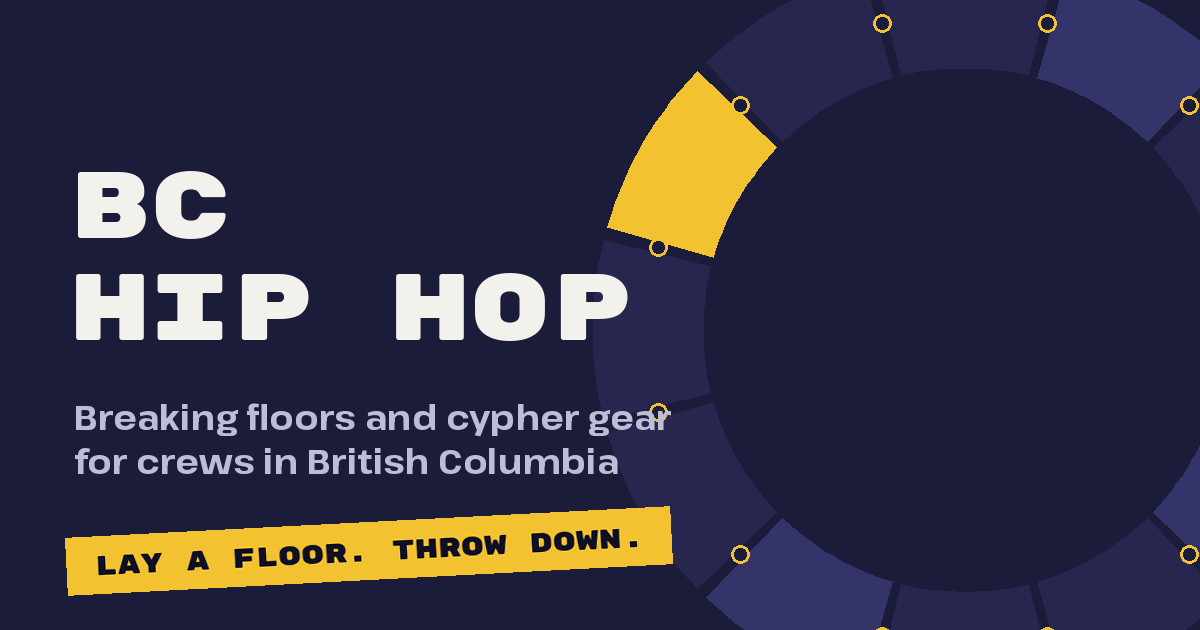 BC
HIP HOP
Breaking floors and cypher gear
for crews in British Columbia
LAY A FLOOR. THROW DOWN.